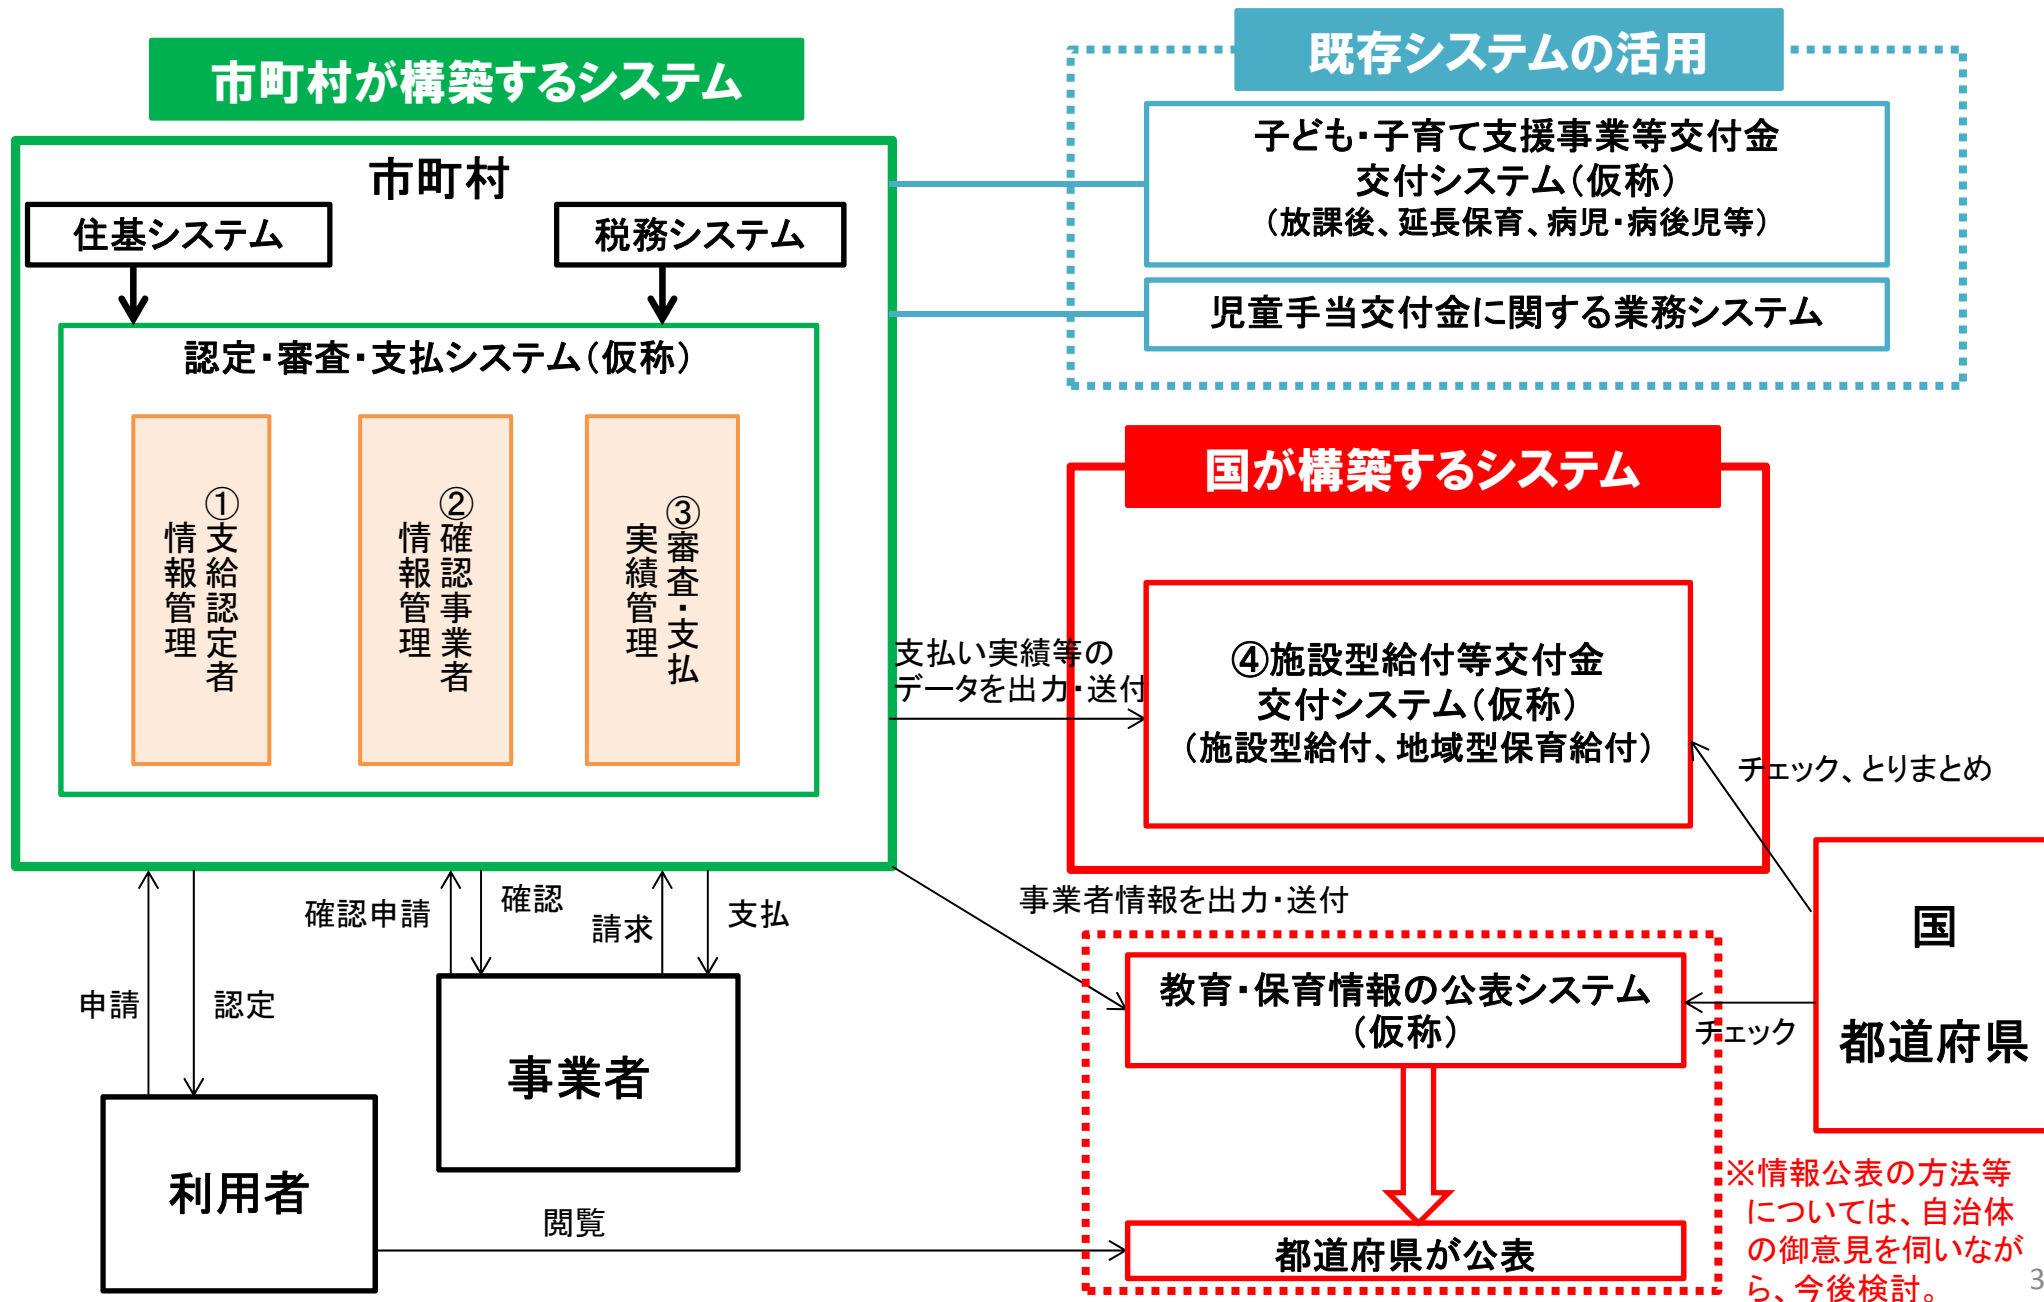 市町村が構築するシステム
市町村
住基システム
税務システム
認定・審査・支払システム(仮称)
①支給認定者
情報管理
②確認事業者
情報管理
③審査・支払
実績管理
既存システムの活用
子ども・子育て支援事業等交付金
交付システム(仮称)
(放課後、延長保育、病児・病後児等)
児童手当交付金に関する業務システム
国が構築するシステム
支払い実績等の
データを出力・送付
④施設型給付等交付金
交付システム(仮称)
(施設型給付、地域型保育給付)
チェック、とりまとめ
国
都道府県
事業者情報を出力・送付
教育・保育情報の公表システム
(仮称)
チェック
都道府県が公表
確認申請
確認
請求
支払
申請
認定
事業者
利用者
閲覧
※情報公表の方法等
については、自治体
の御意見を伺いなが
ら、今後検討。
3